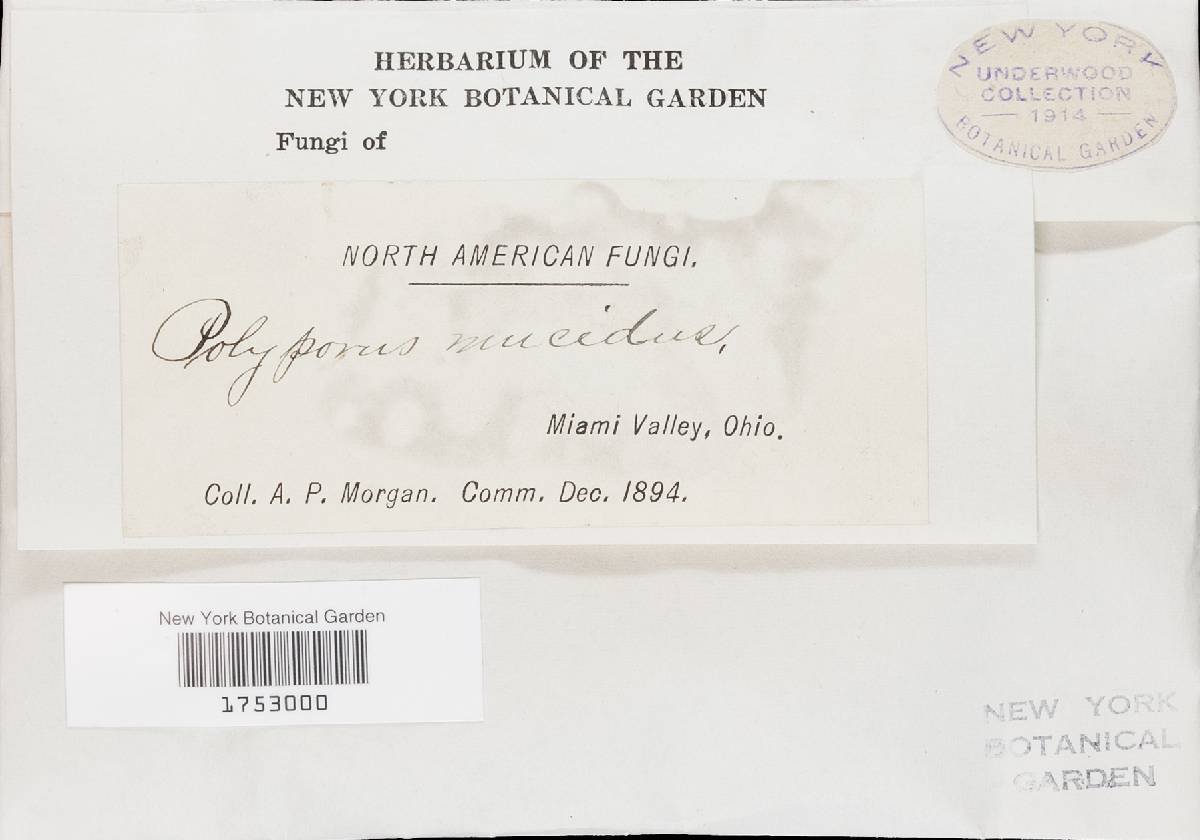 HERBARIUM OF THE
NEW YORK BOTANICAL GARDEN
Fungi of
NEW YORK
UNDERWOOD
COLLECTION
— 1914 —
BOTANICAL GARDEN
NORTH AMERICAN FUNGI.
Polyporus mucidus,
Miami Valley, Ohio.
Coll. A. P. Morgan. Comm. Dec. 1894.
New York Botanical Garden
1753000
NEW YORK
BOTANICAL
GARDEN